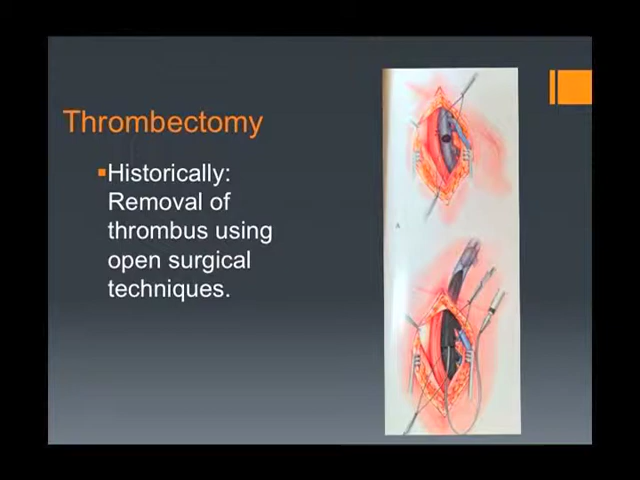 Thrombectomy
▪Historically:
Removal of
thrombus using
open surgical
techniques.
A